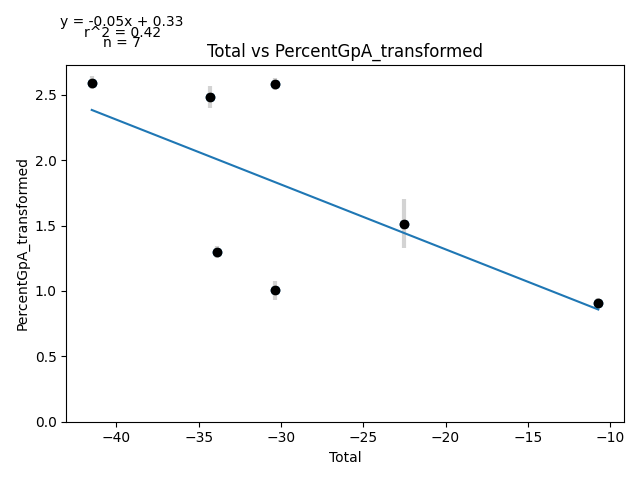 y = -0.05x + 0.33
r^2 = 0.42
n = 7
Total vs PercentGpA_transformed
PercentGpA_transformed
2.5
2.0
1.5
1.0
0.5
0.0
−40 −35 −30 −25 −20 −15 −10
Total